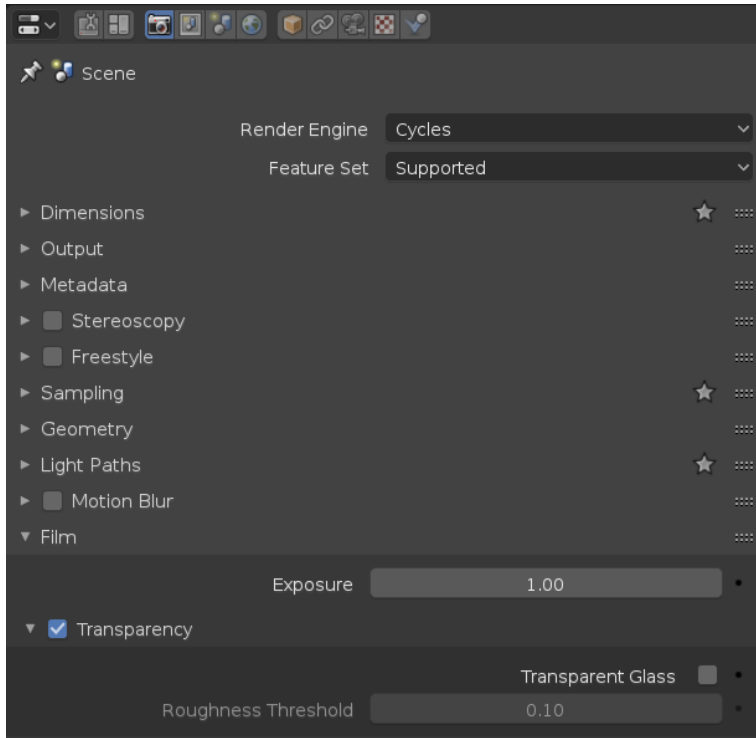 Scene
Render Engine Cycles
Feature Set Supported
Dimensions
Output
Metadata
Stereoscopy
Freestyle
Sampling
Geometry
Light Paths
Motion Blur
Film
Exposure 1.00
Transparency
Transparent Glass
Roughness Threshold 0.10